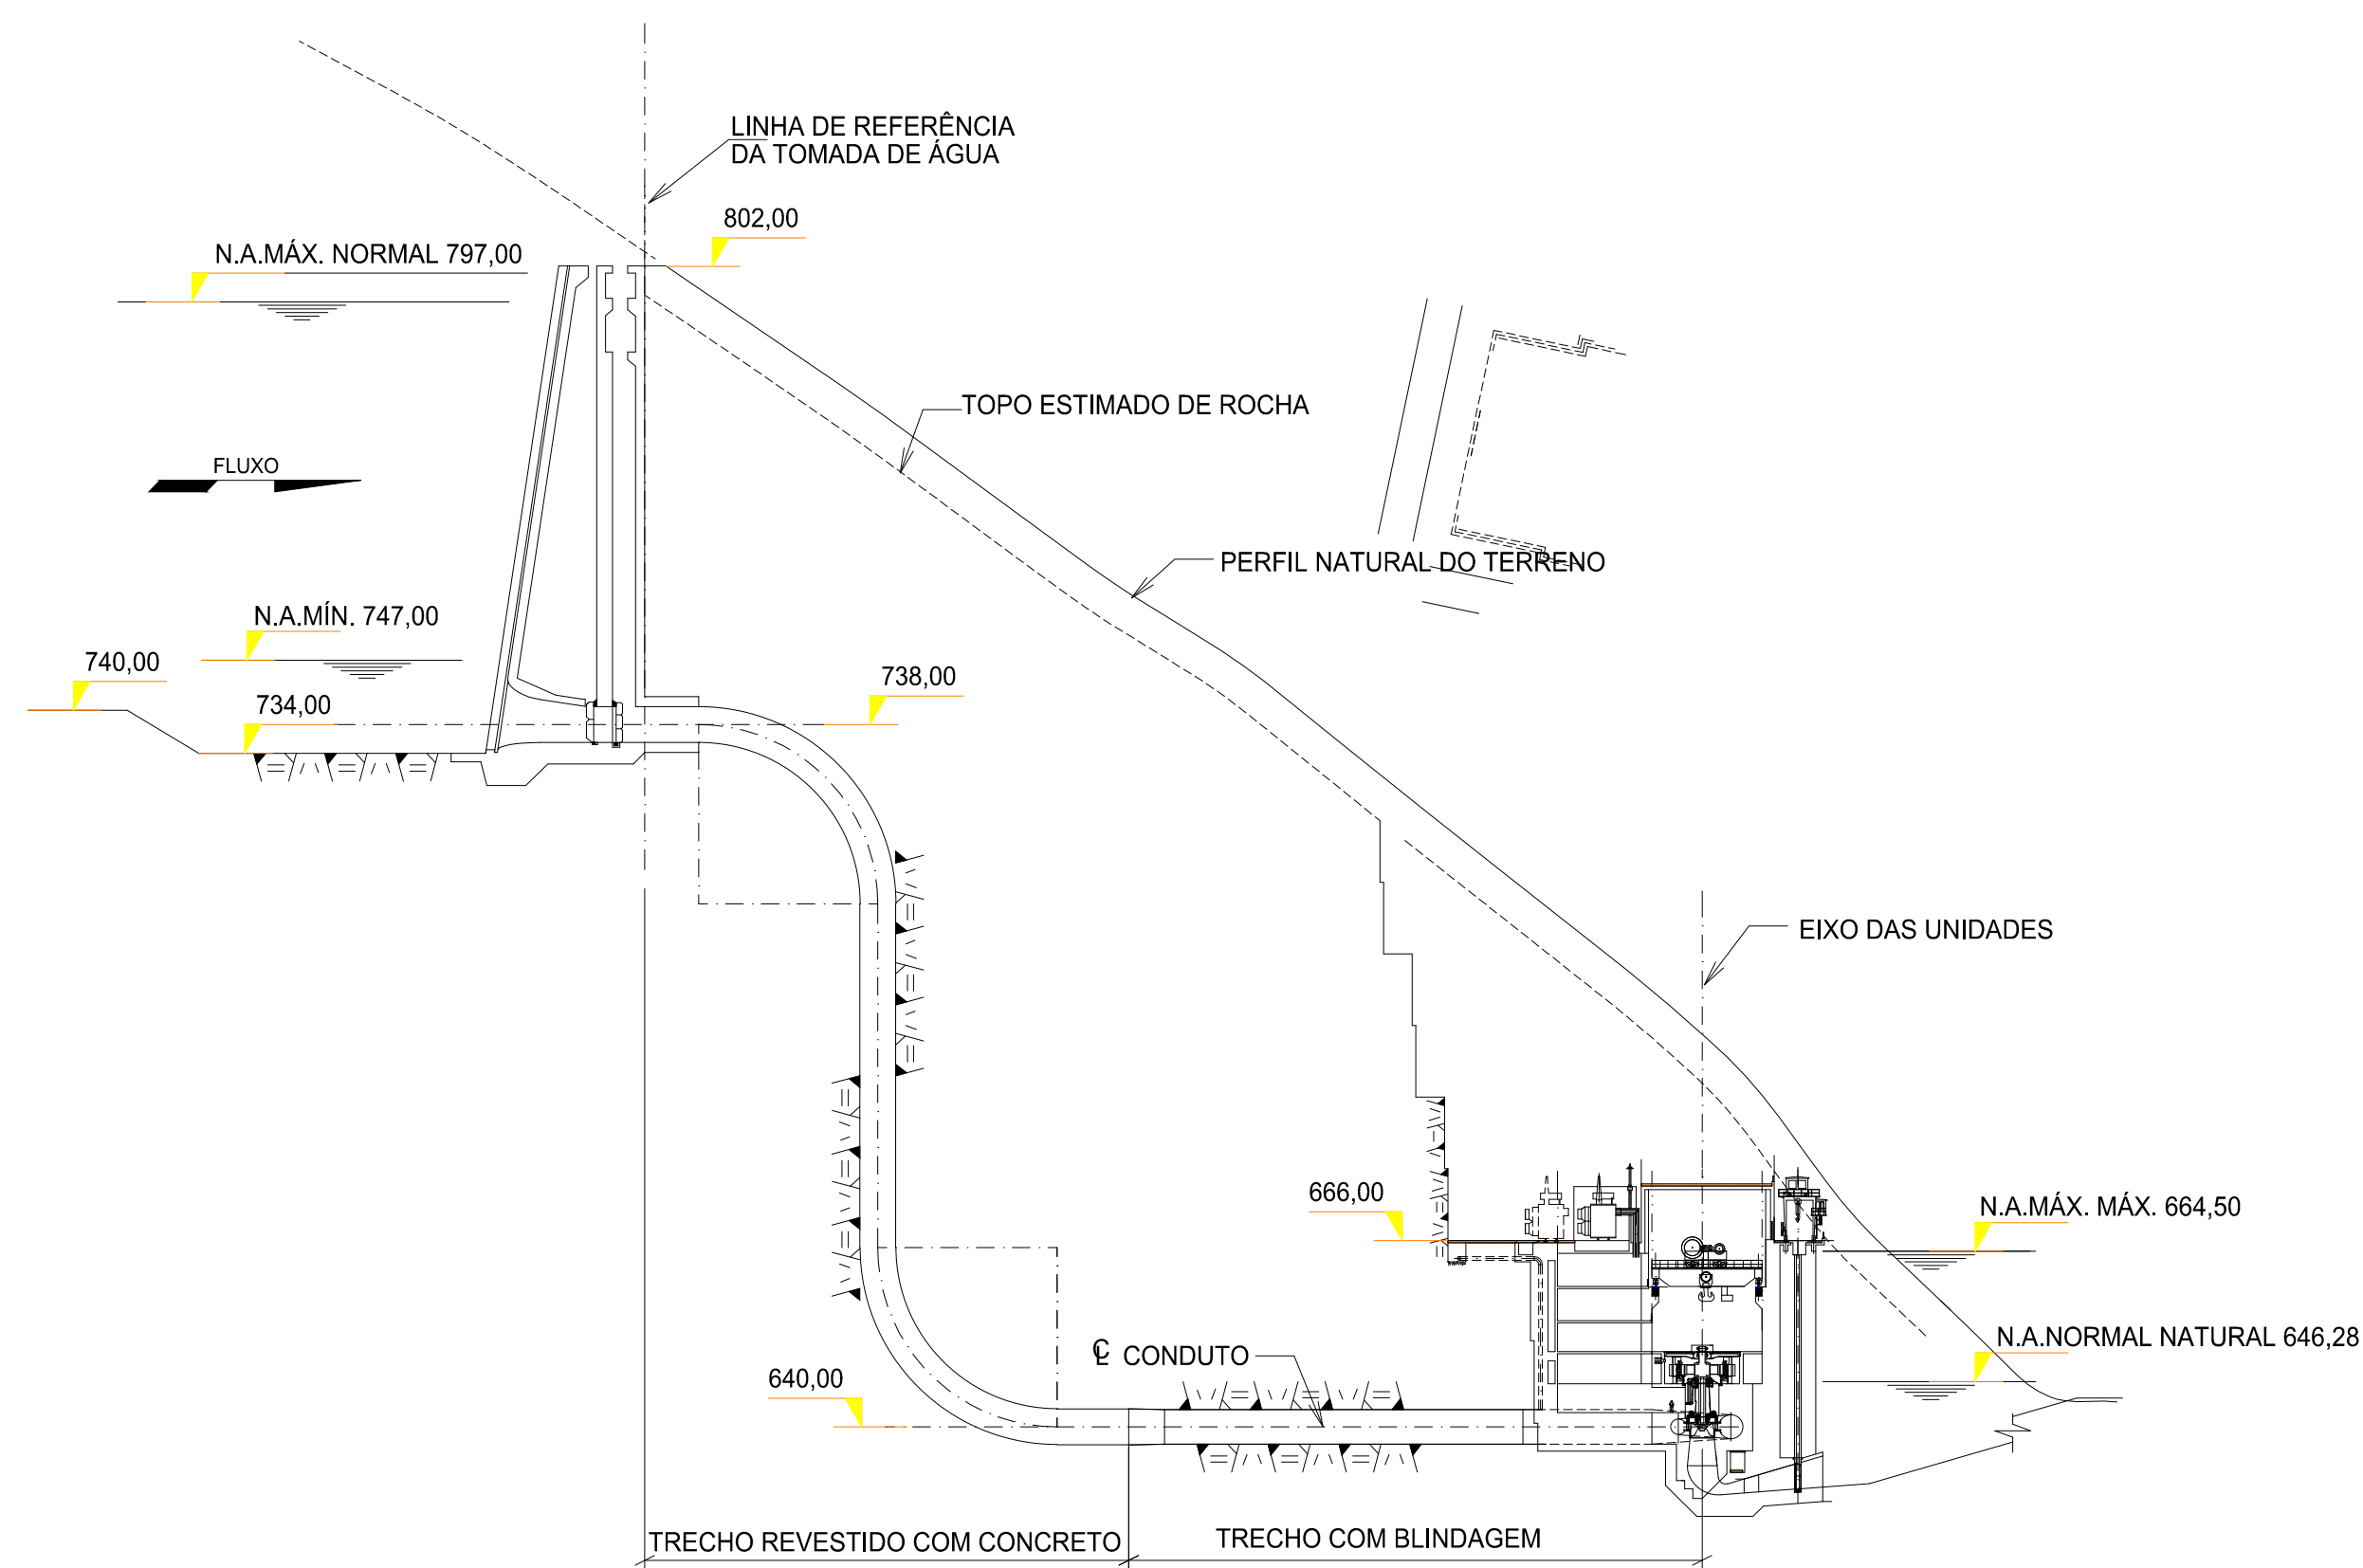 LINHA DE REFERÊNCIA
DA TOMADA DE ÁGUA
802,00
N.A.MÁX. NORMAL 797,00
TOPO ESTIMADO DE ROCHA
FLUXO
PERFIL NATURAL DO TERRENO
N.A.MÍN. 747,00
740,00
738,00
734,00
EIXO DAS UNIDADES
666,00
N.A.MÁX. MÁX. 664,50
N.A.NORMAL NATURAL 646,28
℄ CONDUTO
640,00
TRECHO REVESTIDO COM CONCRETO
TRECHO COM BLINDAGEM